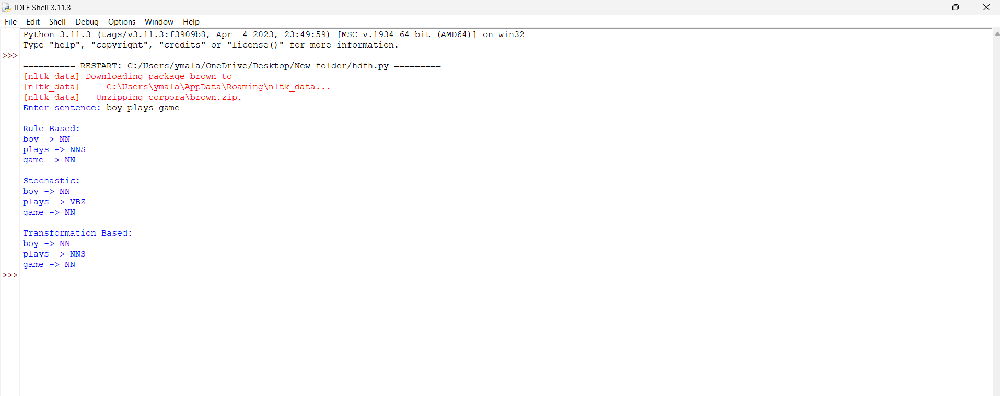 IDLE Shell 3.11.3
File Edit Shell Debug Options Window Help
Python 3.11.3 (tags/v3.11.3:f3909b8, Apr  4 2023, 23:49:59) [MSC v.1934 64 bit (AMD64)] on win32
Type "help", "copyright", "credits" or "license()" for more information.
>>>
========== RESTART: C:/Users/ymala/OneDrive/Desktop/New folder/hdfh.py =========
[nltk_data] Downloading package brown to
[nltk_data]     C:\Users\ymala\AppData\Roaming\nltk_data...
[nltk_data]   Unzipping corpora\brown.zip.
Enter sentence: boy plays game
Rule Based:
boy -> NN
plays -> NNS
game -> NN
Stochastic:
boy -> NN
plays -> VBZ
game -> NN
Transformation Based:
boy -> NN
plays -> NNS
game -> NN
>>>